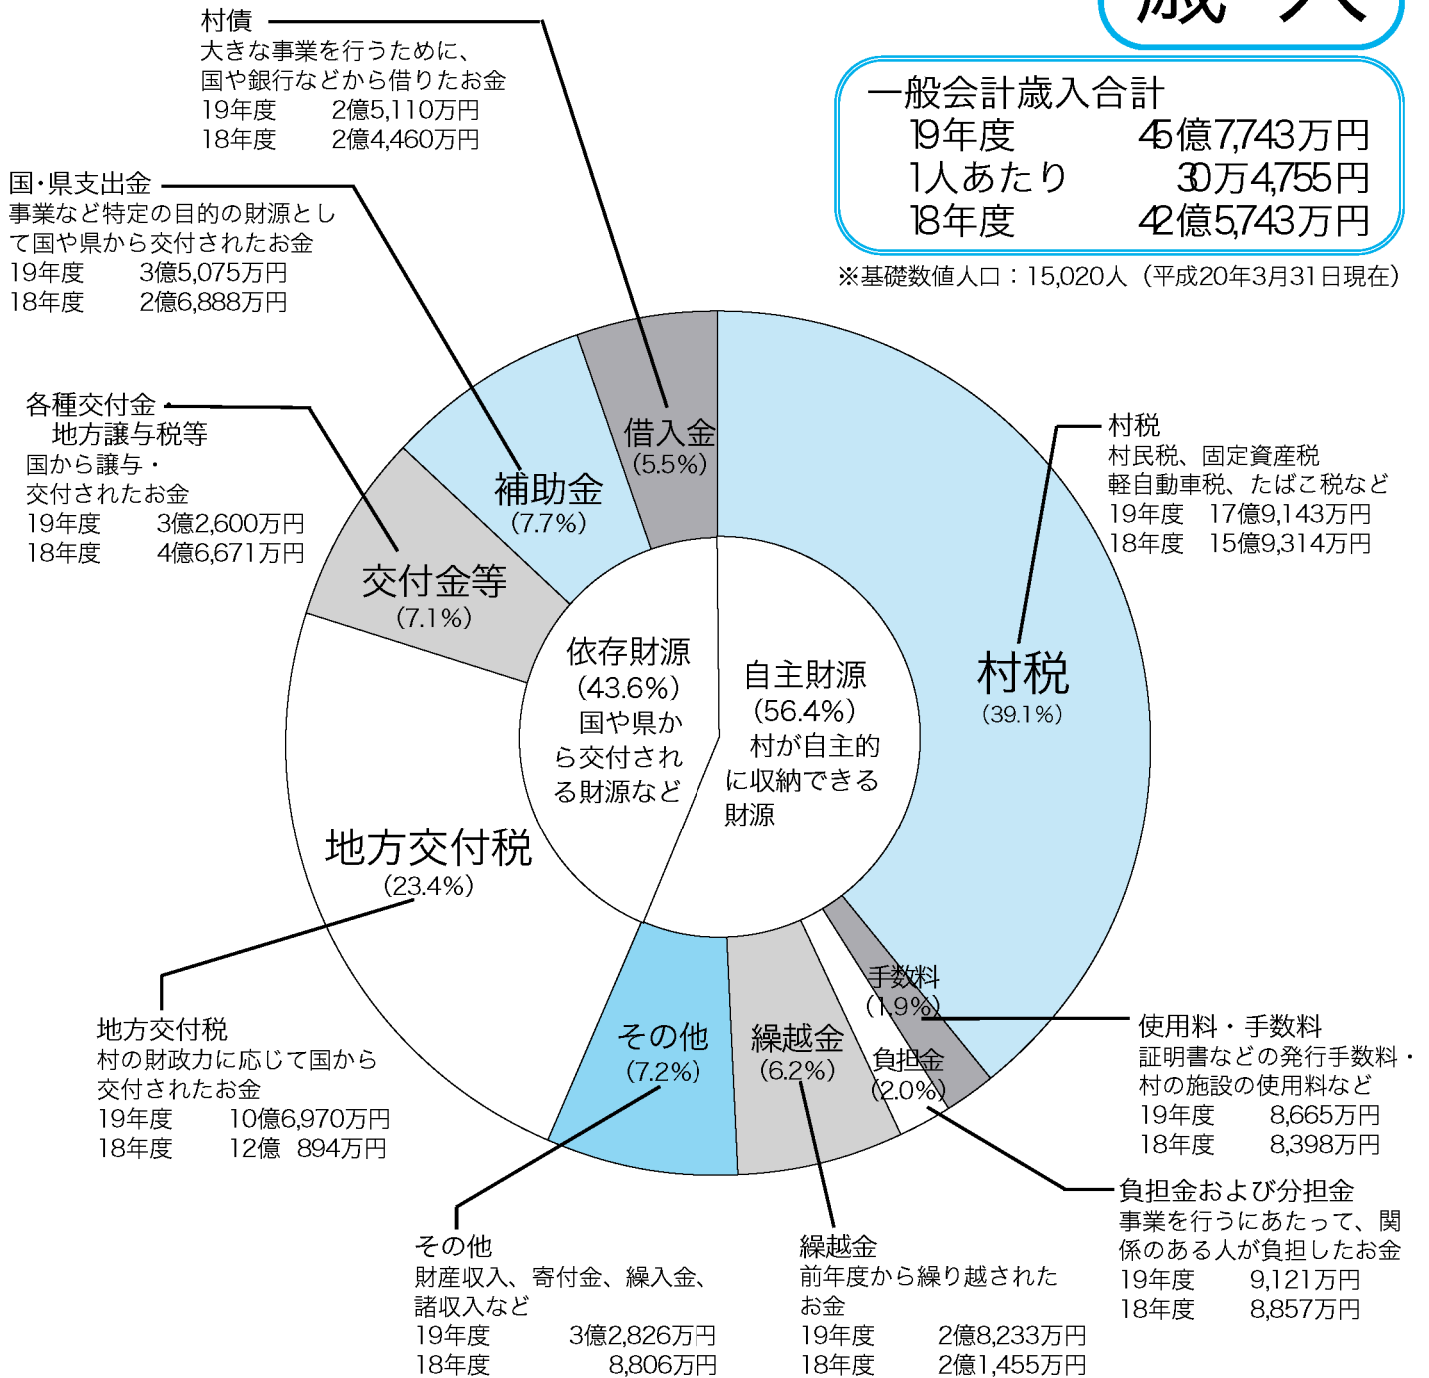 歳入
一般会計歳入合計
19年度 45億7,743万円
1人あたり 30万4,755円
18年度 42億5,743万円
※基礎数値人口：15,020人（平成20年3月31日現在）
村債
大きな事業を行うために、
国や銀行などから借りたお金
19年度 2億5,110万円
18年度 2億4,460万円
国・県支出金
事業など特定の目的の財源とし
て国や県から交付されたお金
19年度 3億5,075万円
18年度 2億6,888万円
各種交付金
地方譲与税等
国から譲与・
交付されたお金
19年度 3億2,600万円
18年度 4億6,671万円
村税
村民税、固定資産税
軽自動車税、たばこ税など
19年度 17億9,143万円
18年度 15億9,314万円
借入金
(5.5%)
補助金
(7.7%)
交付金等
(7.1%)
依存財源
(43.6%)
国や県か
ら交付され
る財源など
自主財源
(56.4%)
村が自主的
に収納できる
財源
村税
(39.1%)
地方交付税
(23.4%)
手数料
(1.9%)
負担金
(2.0%)
繰越金
(6.2%)
その他
(7.2%)
地方交付税
村の財政力に応じて国から
交付されたお金
19年度 10億6,970万円
18年度 12億 894万円
使用料・手数料
証明書などの発行手数料・
村の施設の使用料など
19年度 8,665万円
18年度 8,398万円
負担金および分担金
事業を行うにあたって、関
係のある人が負担したお金
19年度 9,121万円
18年度 8,857万円
その他
財産収入、寄付金、繰入金、
諸収入など
19年度 3億2,826万円
18年度 8,806万円
繰越金
前年度から繰り越された
お金
19年度 2億8,233万円
18年度 2億1,455万円